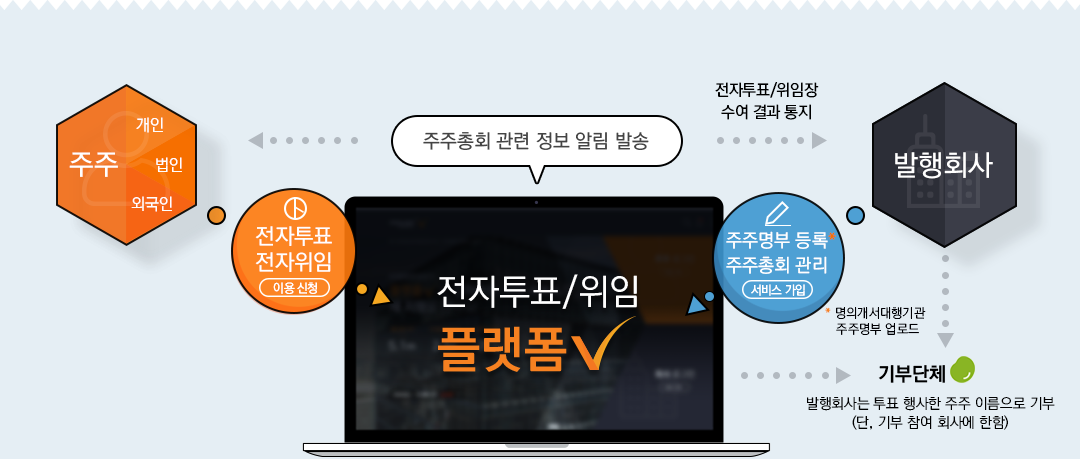 주주
개인
법인
외국인
주주총회 관련 정보 알림 발송
전자투표/위임장
수여 결과 통지
발행회사
전자투표
전자위임
이용 신청
전자투표/위임
플랫폼
주주명부 등록*
주주총회 관리
서비스 가입
* 명의개서대행기관
주주명부 업로드
기부단체
발행회사는 투표 행사한 주주 이름으로 기부
(단, 기부 참여 회사에 한함)